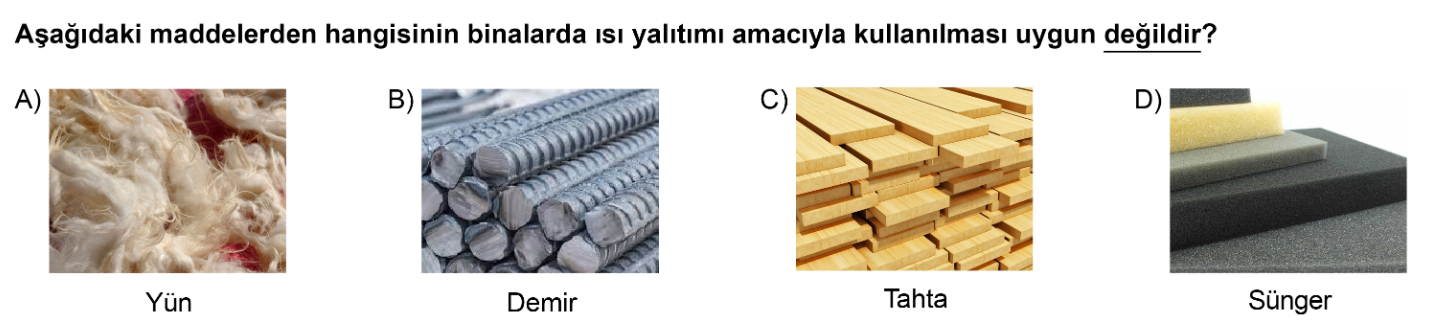 Aşağıdaki maddelerden hangisinin binalarda ısı yalıtımı amacıyla kullanılması uygun değildir?
A) B) C) D)
Yün Demir Tahta Sünger